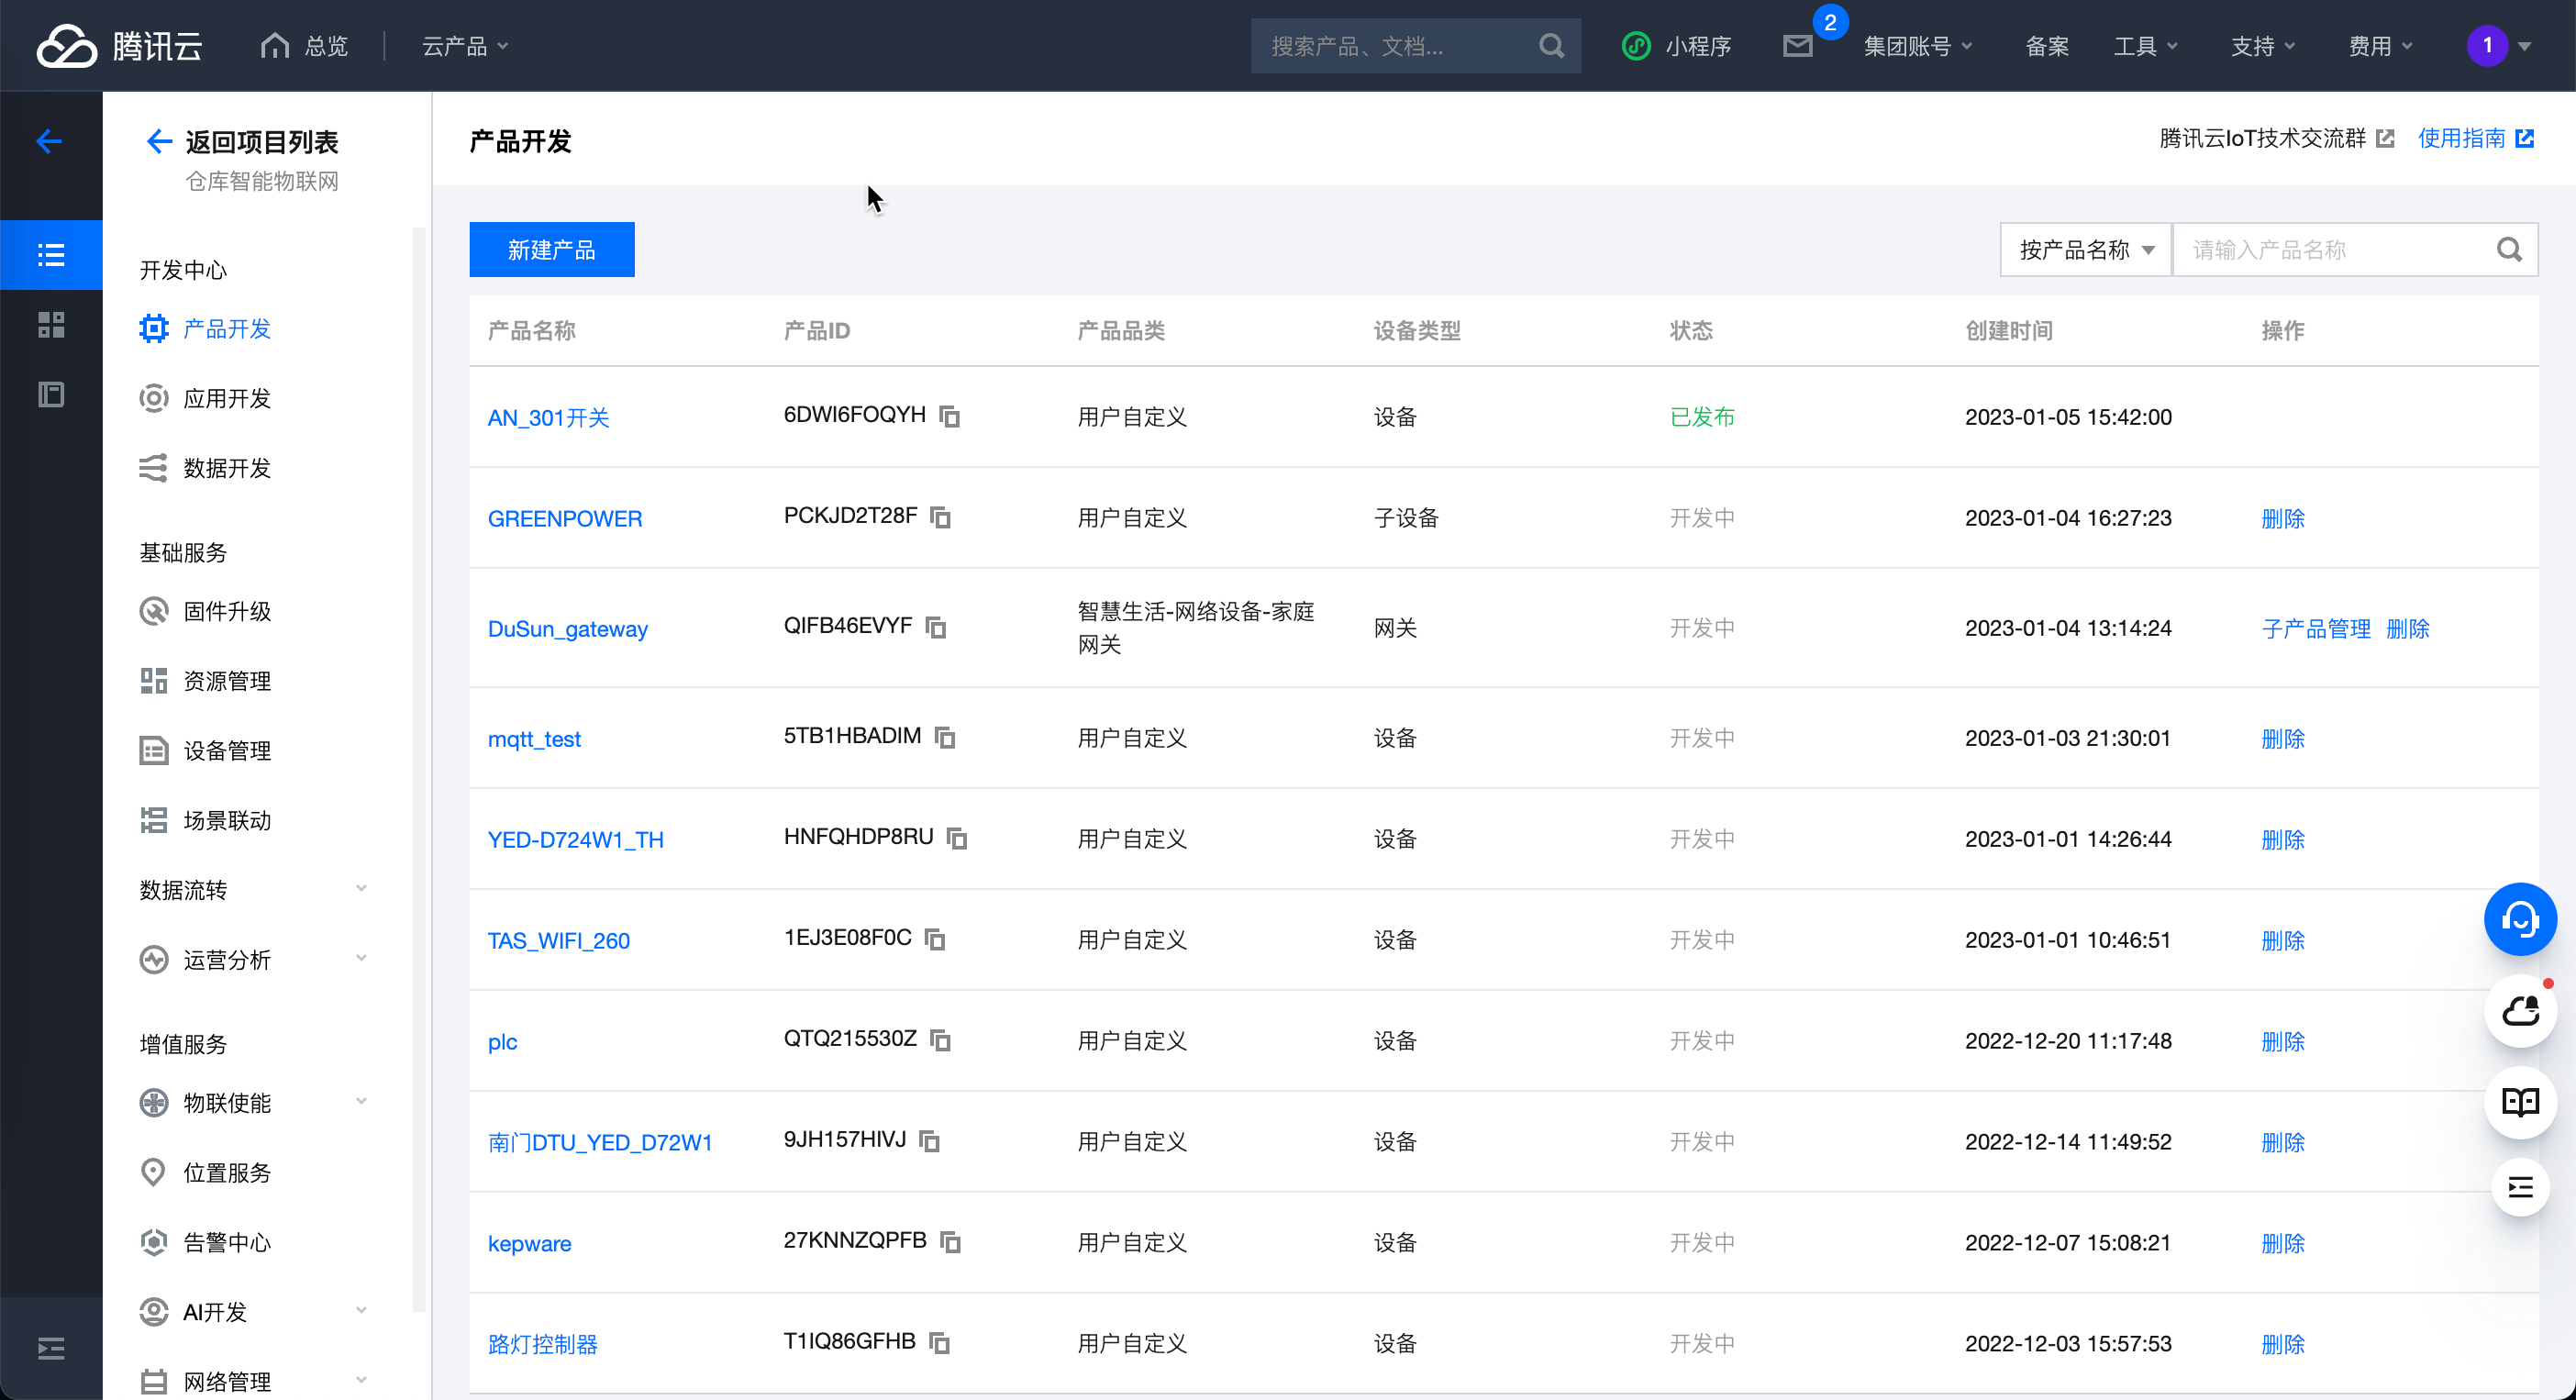 腾讯云 总览 云产品 搜索产品、文档... 小程序 2 集团账号 备案 工具 支持 费用 1
返回项目列表
仓库智能物联网
开发中心
产品开发
应用开发
数据开发
基础服务
固件升级
资源管理
设备管理
场景联动
数据流转
运营分析
增值服务
物联使能
位置服务
告警中心
AI开发
网络管理
产品开发 腾讯云IoT技术交流群 使用指南
新建产品 按产品名称 请输入产品名称
产品名称 产品ID 产品品类 设备类型 状态 创建时间 操作
AN_301开关 6DWI6FOQYH 用户自定义 设备 已发布 2023-01-05 15:42:00
GREENPOWER PCKJD2T28F 用户自定义 子设备 开发中 2023-01-04 16:27:23 删除
DuSun_gateway QIFB46EVYF 智慧生活-网络设备-家庭
网关 网关 开发中 2023-01-04 13:14:24 子产品管理 删除
mqtt_test 5TB1HBADIM 用户自定义 设备 开发中 2023-01-03 21:30:01 删除
YED-D724W1_TH HNFQHDP8RU 用户自定义 设备 开发中 2023-01-01 14:26:44 删除
TAS_WIFI_260 1EJ3E08F0C 用户自定义 设备 开发中 2023-01-01 10:46:51 删除
plc QTQ215530Z 用户自定义 设备 开发中 2022-12-20 11:17:48 删除
南门DTU_YED_D72W1 9JH157HIVJ 用户自定义 设备 开发中 2022-12-14 11:49:52 删除
kepware 27KNNZQPFB 用户自定义 设备 开发中 2022-12-07 15:08:21 删除
路灯控制器 T1IQ86GFHB 用户自定义 设备 开发中 2022-12-03 15:57:53 删除